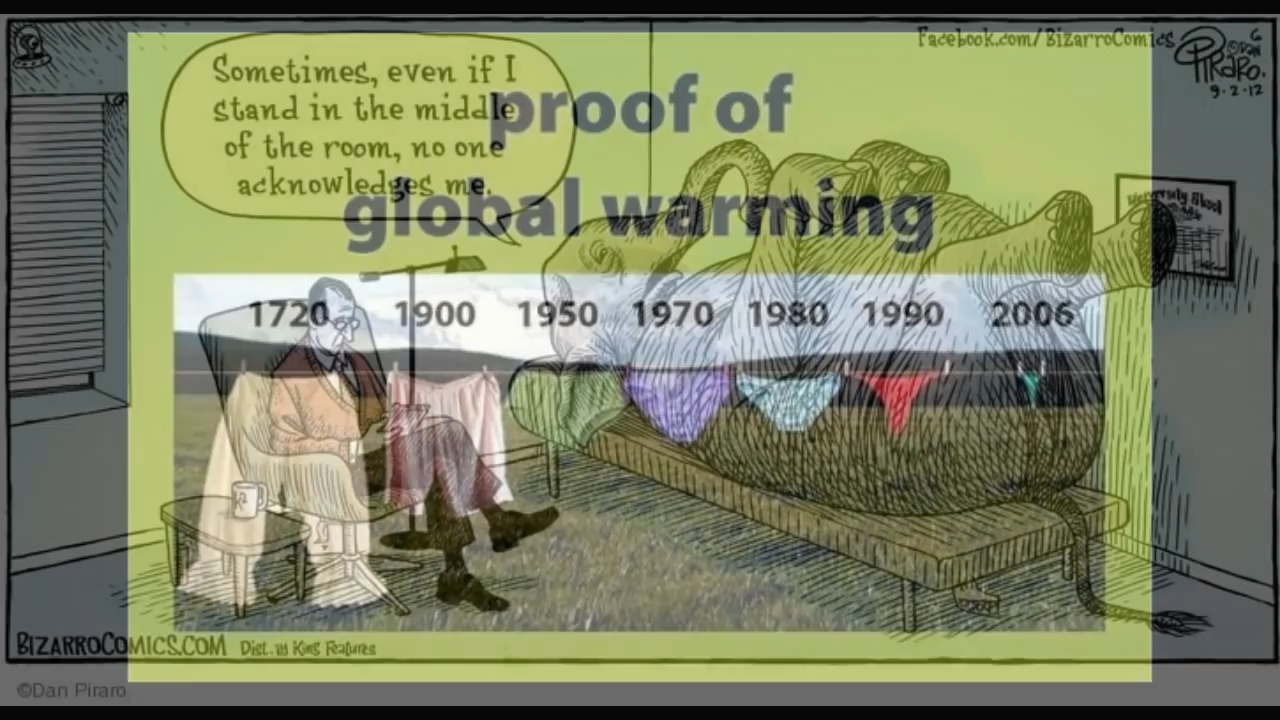 Facebook.com/BizarroComics
6
©DAN
PIRARO.
9-2-12
Sometimes, even if I
stand in the middle
of the room, no one
acknowledges me.
proof of
global warming
1720 1900 1950 1970 1980 1990 2006
BIZARROCOMICS.COM Dist. by King Features
©Dan Piraro